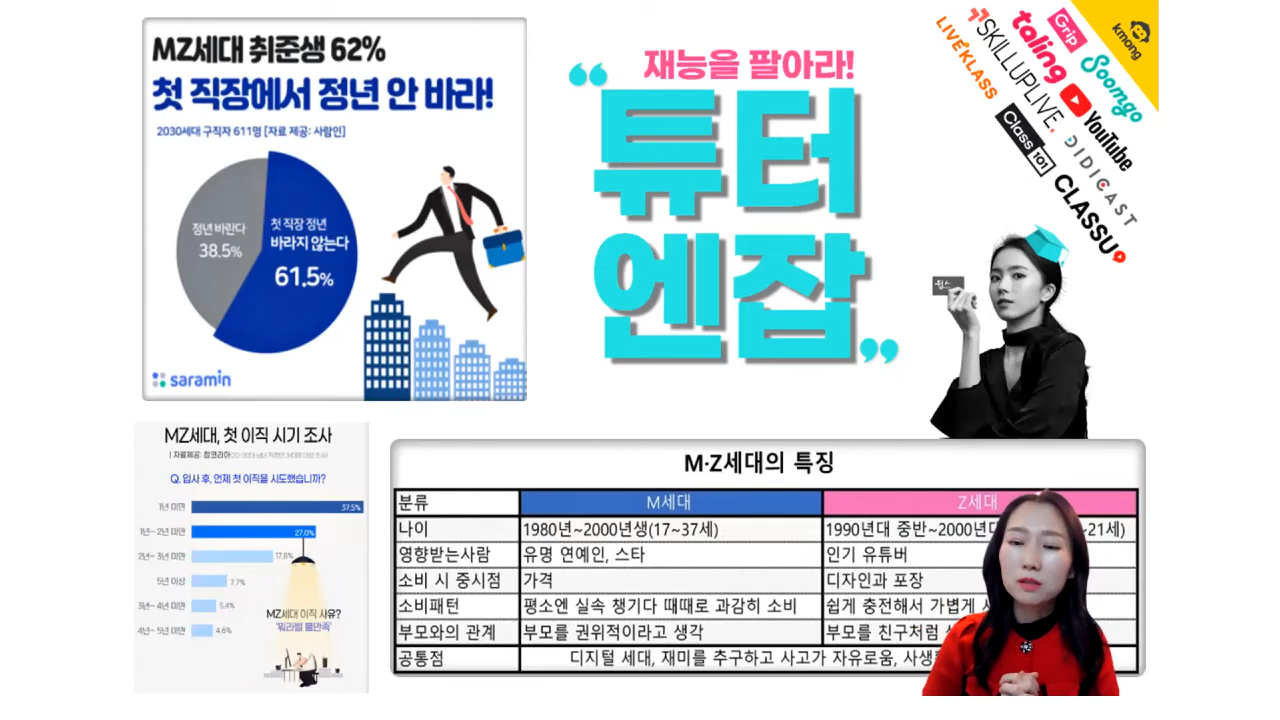 MZ세대 취준생 62%
첫 직장에서 정년 안 바라!
2030세대 구직자 611명 [자료 제공: 사람인]
정년 바란다
38.5%
첫 직장 정년
바라지 않는다
61.5%
saramin
재능을 팔아라!
“튜터
엔잡”
kmong
Grip
Soomgo
taling
YouTube
SKILLUPLIVE.
DIDICAST
LIVE KLASS
Class 101
CLASSU
MZ세대, 첫 이직 시기 조사
Q. 입사 후, 언제 첫 이직을 시도했습니까?
1년 미만 37.5%
1년~ 2년 미만 27.0%
2년~ 3년 미만 17.8%
5년 이상 7.7%
3년~ 4년 미만 5.4%
4년~ 5년 미만 4.6%
MZ세대 이직 사유?
'워라밸 불만족'
M·Z세대의 특징
분류 M세대 Z세대
나이 1980년~2000년생(17~37세) 1990년대 중반~2000년 21세)
영향받는사람 유명 연예인, 스타 인기 유튜버
소비 시 중시점 가격 디자인과 포장
소비패턴 평소엔 실속 챙기다 때때로 과감히 소비 쉽게 충전해서 가볍게
부모와의 관계 부모를 권위적이라고 생각 부모를 친구처럼
공통점 디지털 세대, 재미를 추구하고 사고가 자유로움,